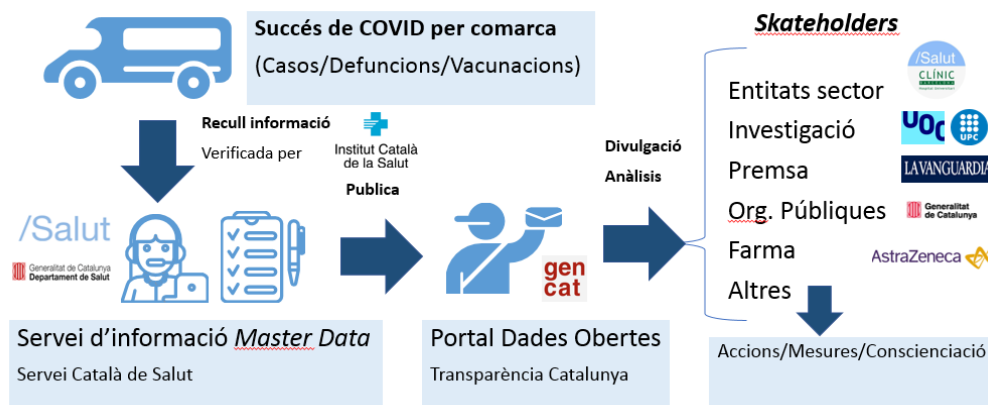 Succés de COVID per comarca
(Casos/Defuncions/Vacunacions)
Recull informació
Verificada per
Institut Català
de la Salut
Publica
/Salut
Generalitat de Catalunya
Departament de Salut
Servei d'informació Master Data
Servei Català de Salut
gen
cat
Portal Dades Obertes
Transparència Catalunya
Divulgació
Anàlisis
Skateholders
/Salut
CLÍNIC
BARCELONA
Hospital Universitari
Entitats sector
Investigació
UOC
UPC
Premsa
LA VANGUARDIA
Org. Públiques
Generalitat
de Catalunya
Farma
AstraZeneca
Altres
Accions/Mesures/Conscienciació